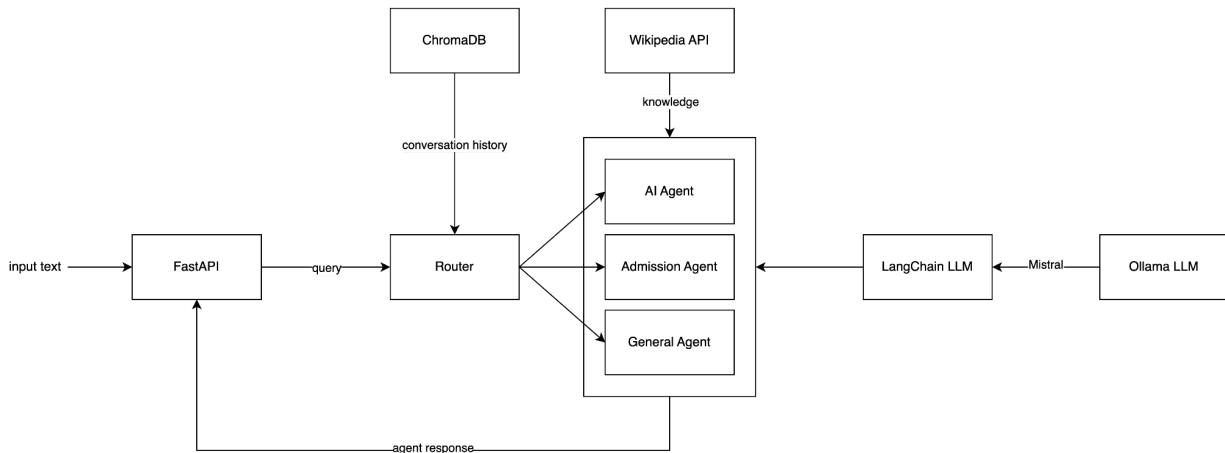 ChromaDB
Wikipedia API
knowledge
conversation history
AI Agent
input text
FastAPI
query
Router
Admission Agent
LangChain LLM
Mistral
Ollama LLM
General Agent
agent response